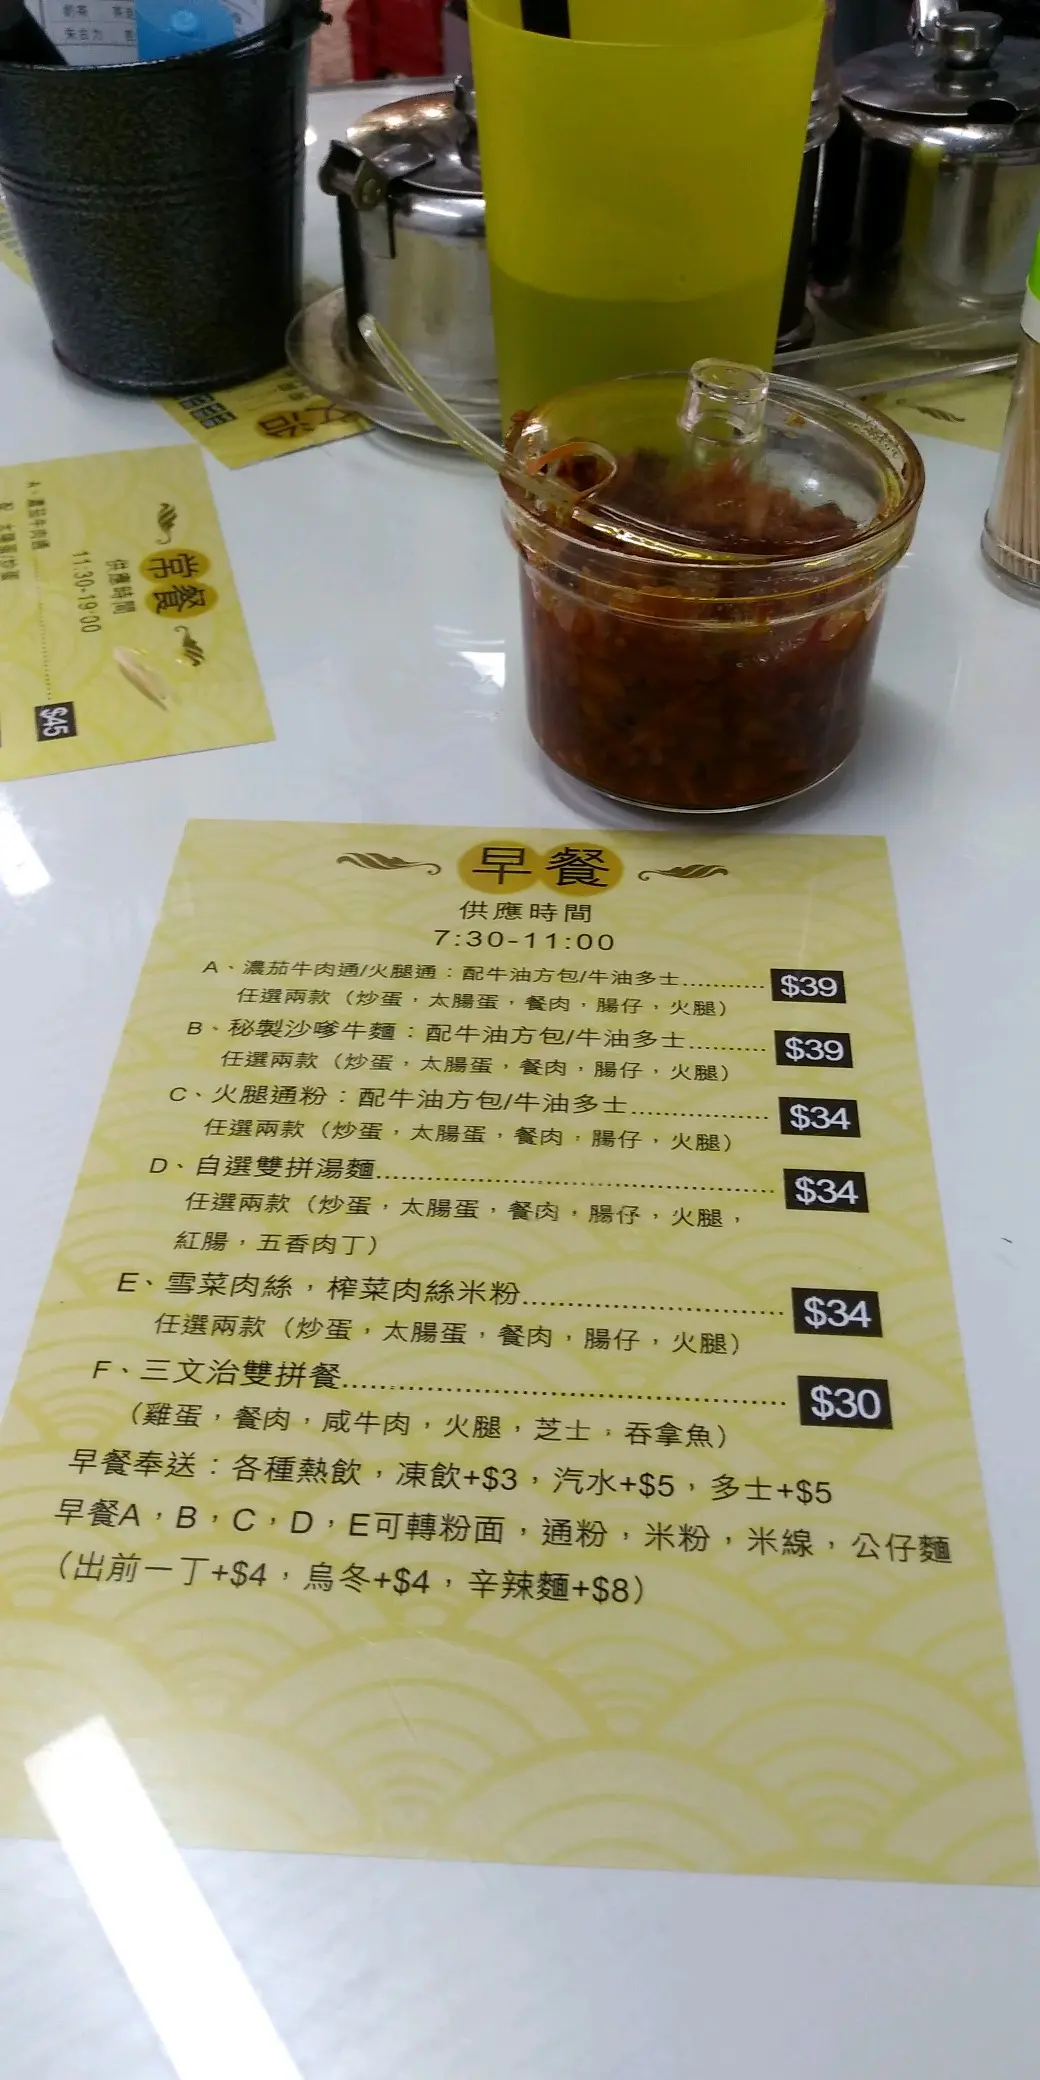 奶茶
常餐
供應時間
11:30-19:00
A、濃茄牛肉通
$45
早餐
供應時間
7:30-11:00
A、濃茄牛肉通/火腿通：配牛油方包/牛油多士........... $39
任選兩款（炒蛋，太腸蛋，餐肉，腸仔，火腿）
B、秘製沙嗲牛麵：配牛油方包/牛油多士.......... $39
任選兩款（炒蛋，太腸蛋，餐肉，腸仔，火腿）
C、火腿通粉：配牛油方包/牛油多士.................. $34
任選兩款（炒蛋，太腸蛋，餐肉，腸仔，火腿）
D、自選雙拼湯麵.................................................... $34
任選兩款（炒蛋，太腸蛋，餐肉，腸仔，火腿，
紅腸，五香肉丁）
E、雪菜肉絲，榨菜肉絲米粉................................ $34
任選兩款（炒蛋，太腸蛋，餐肉，腸仔，火腿）
F、三文治雙拼餐...................................................... $30
（雞蛋，餐肉，咸牛肉，火腿，芝士，吞拿魚）
早餐奉送：各種熱飲，凍飲+$3，汽水+$5，多士+$5
早餐A，B，C，D，E可轉粉面，通粉，米粉，米線，公仔麵
（出前一丁+$4，烏冬+$4，辛辣麵+$8）